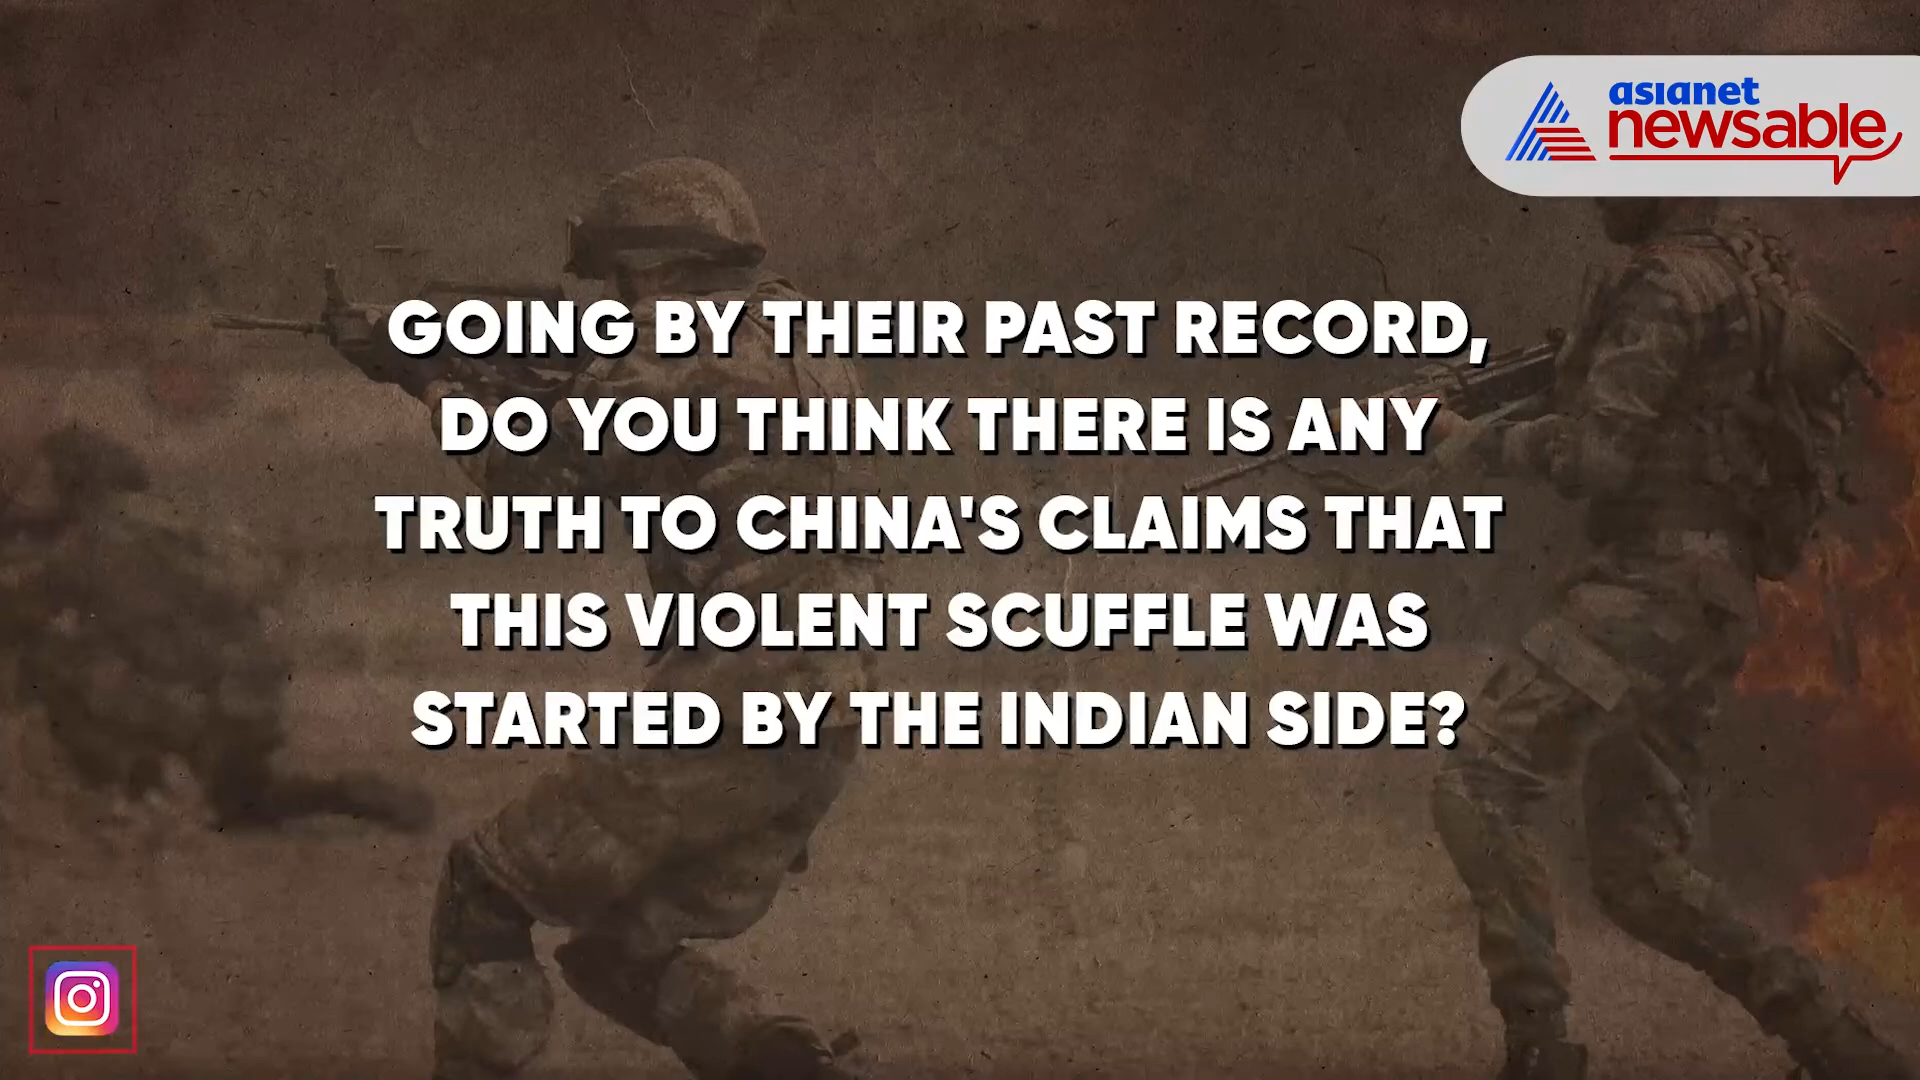 asianet
newsable
GOING BY THEIR PAST RECORD,
DO YOU THINK THERE IS ANY
TRUTH TO CHINA'S CLAIMS THAT
THIS VIOLENT SCUFFLE WAS
STARTED BY THE INDIAN SIDE?